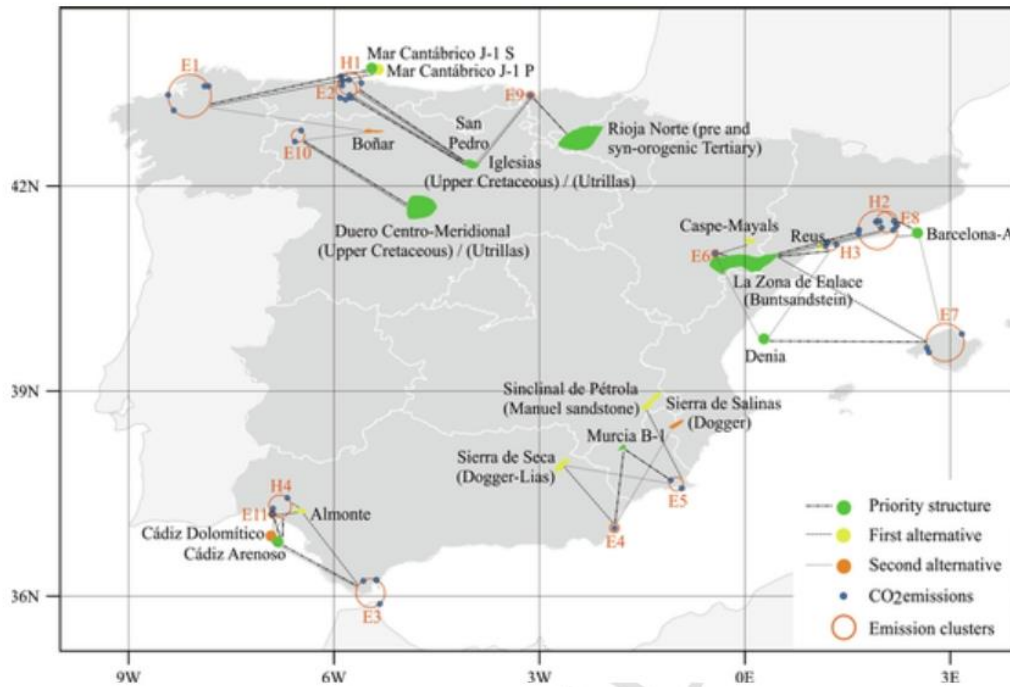 Mar Cantábrico J-1 S
Mar Cantábrico J-1 P
E1
H1
E2
E9
San
Pedro
Boñar
E10
Iglesias
(Upper Cretaceous) / (Utrillas)
Rioja Norte (pre and
syn-orogenic Tertiary)
42N
Duero Centro-Meridional
(Upper Cretaceous) / (Utrillas)
Caspe-Mayals
Reus
H2
E8
Barcelona-A
E6
H3
La Zona de Enlace
(Buntsandstein)
E7
Denia
39N
Sinclinal de Pétrola
(Manuel sandstone)
Sierra de Salinas
(Dogger)
Murcia B-1
Sierra de Seca
(Dogger-Lias)
E5
E4
H4
E11
Almonte
Cádiz Dolomítico
Cádiz Arenoso
E3
36N
Priority structure
First alternative
Second alternative
CO2emissions
Emission clusters
9W
6W
3W
0E
3E